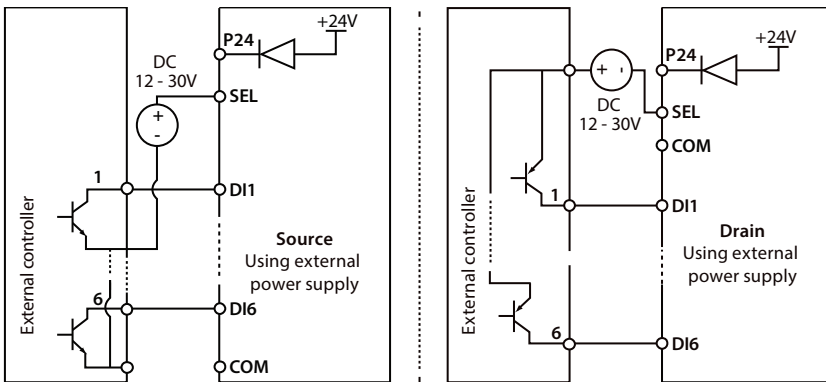 +24V
P24
DC
12 - 30V
SEL
+
-
1
DI1
External controller
Source
Using external
power supply
6
DI6
COM
+24V
P24
+ -
DC
12 - 30V
SEL
COM
1
DI1
External controller
Drain
Using external
power supply
6
DI6